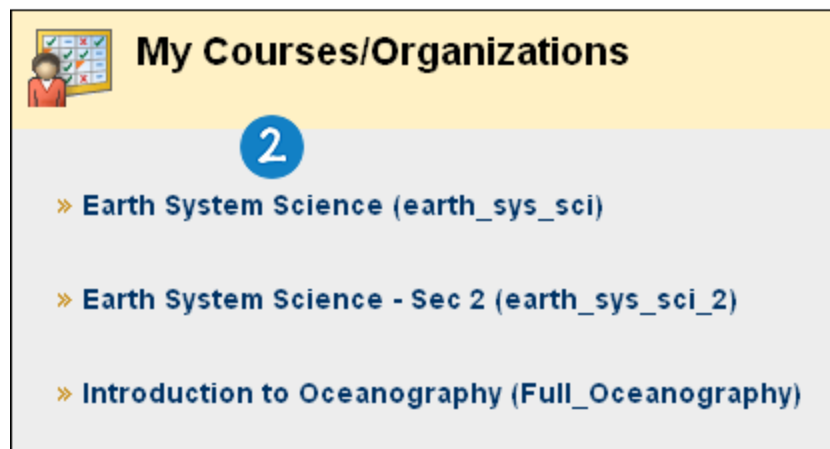 My Courses/Organizations
2
» Earth System Science (earth_sys_sci)
» Earth System Science - Sec 2 (earth_sys_sci_2)
» Introduction to Oceanography (Full_Oceanography)